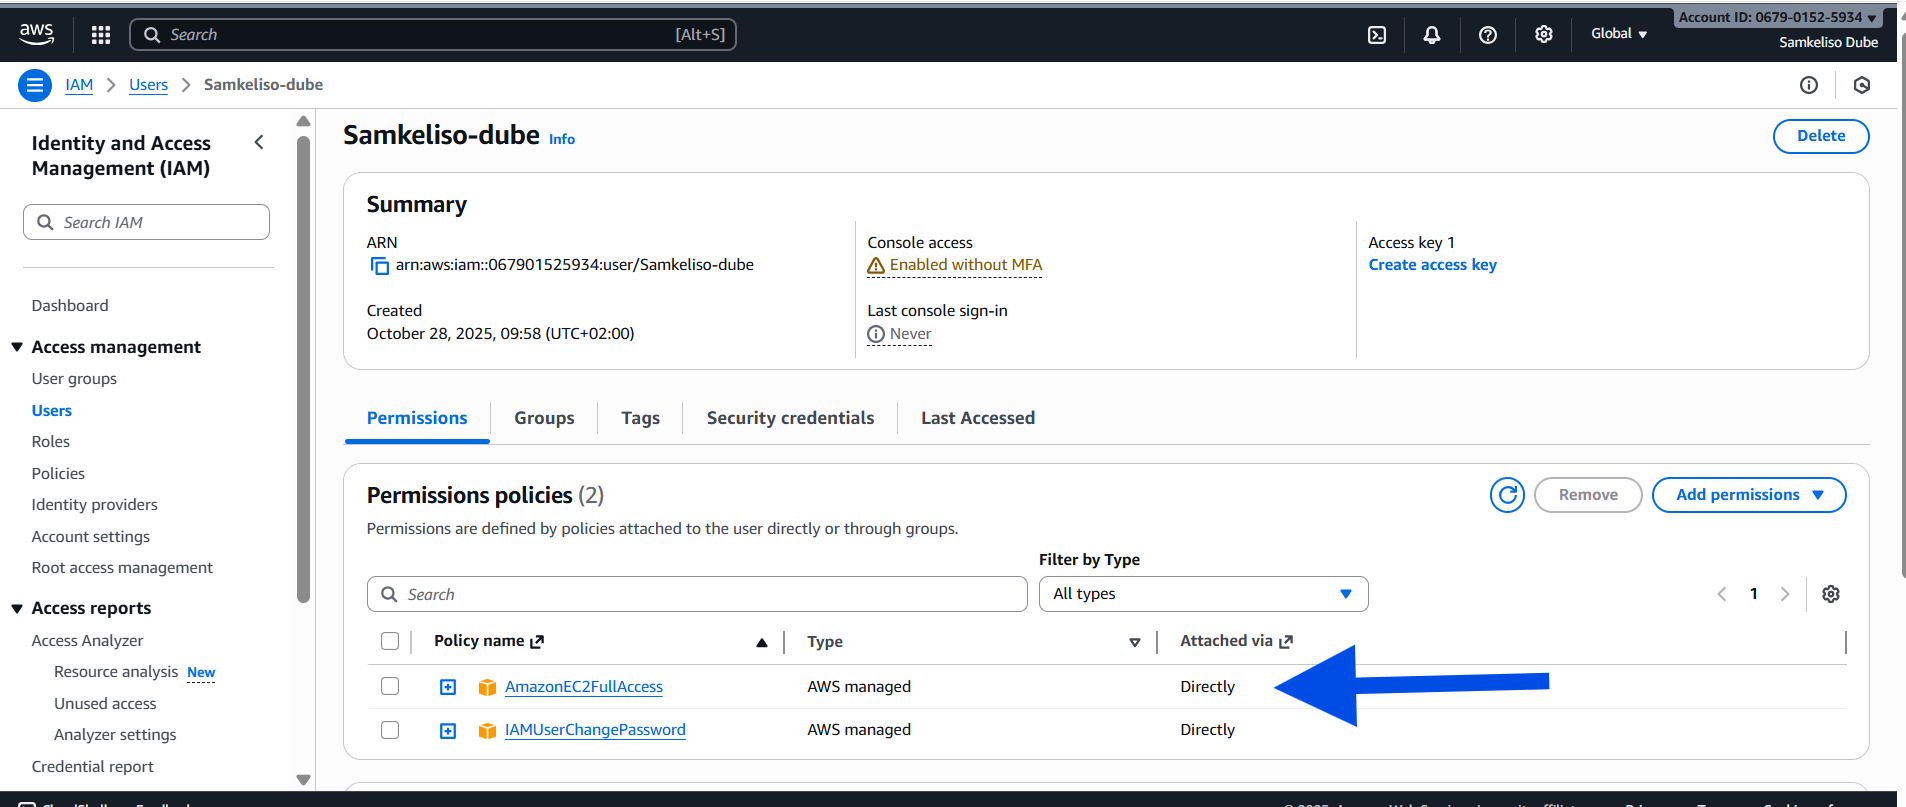 aws
Search [Alt+S]
Global
Account ID: 0679-0152-5934
Samkeliso Dube
IAM
Users
Samkeliso-dube
Identity and Access
Management (IAM)
Search IAM
Dashboard
Access management
User groups
Users
Roles
Policies
Identity providers
Account settings
Root access management
Access reports
Access Analyzer
Resource analysis New
Unused access
Analyzer settings
Credential report
Samkeliso-dube Info
Delete
Summary
ARN
arn:aws:iam::067901525934:user/Samkeliso-dube
Created
October 28, 2025, 09:58 (UTC+02:00)
Console access
Enabled without MFA
Last console sign-in
Never
Access key 1
Create access key
Permissions
Groups
Tags
Security credentials
Last Accessed
Permissions policies (2)
Remove
Add permissions
Permissions are defined by policies attached to the user directly or through groups.
Filter by Type
Search
All types
1
Policy name Type Attached via
AmazonEC2FullAccess AWS managed Directly
IAMUserChangePassword AWS managed Directly